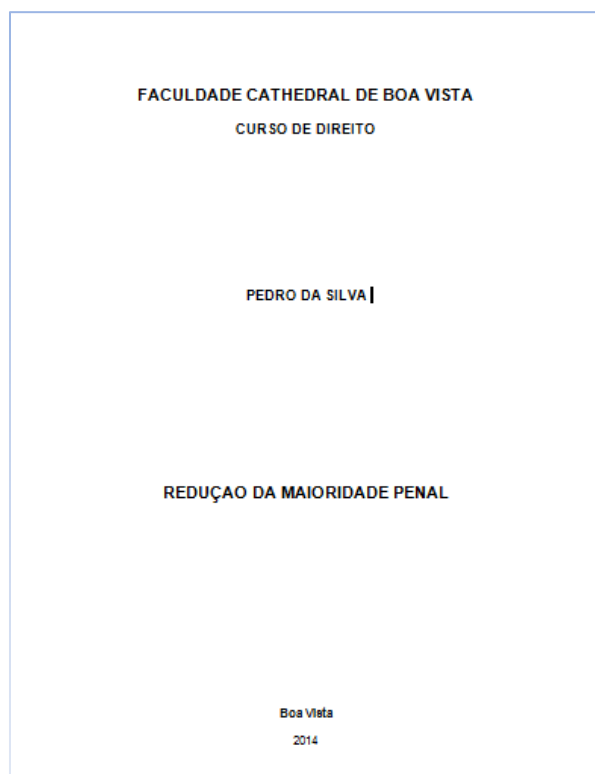 FACULDADE CATHEDRAL DE BOA VISTA
CURSO DE DIREITO
PEDRO DA SILVA
REDUÇAO DA MAIORIDADE PENAL
Boa Vista
2014